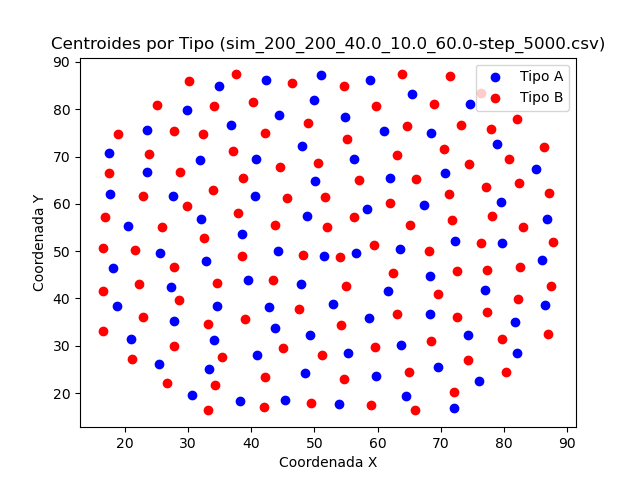 Centroides por Tipo (sim_200_200_40.0_10.0_60.0-step_5000.csv)
Tipo A
Tipo B
90
80
70
60
50
40
30
20
Coordenada Y
20 30 40 50 60 70 80 90
Coordenada X